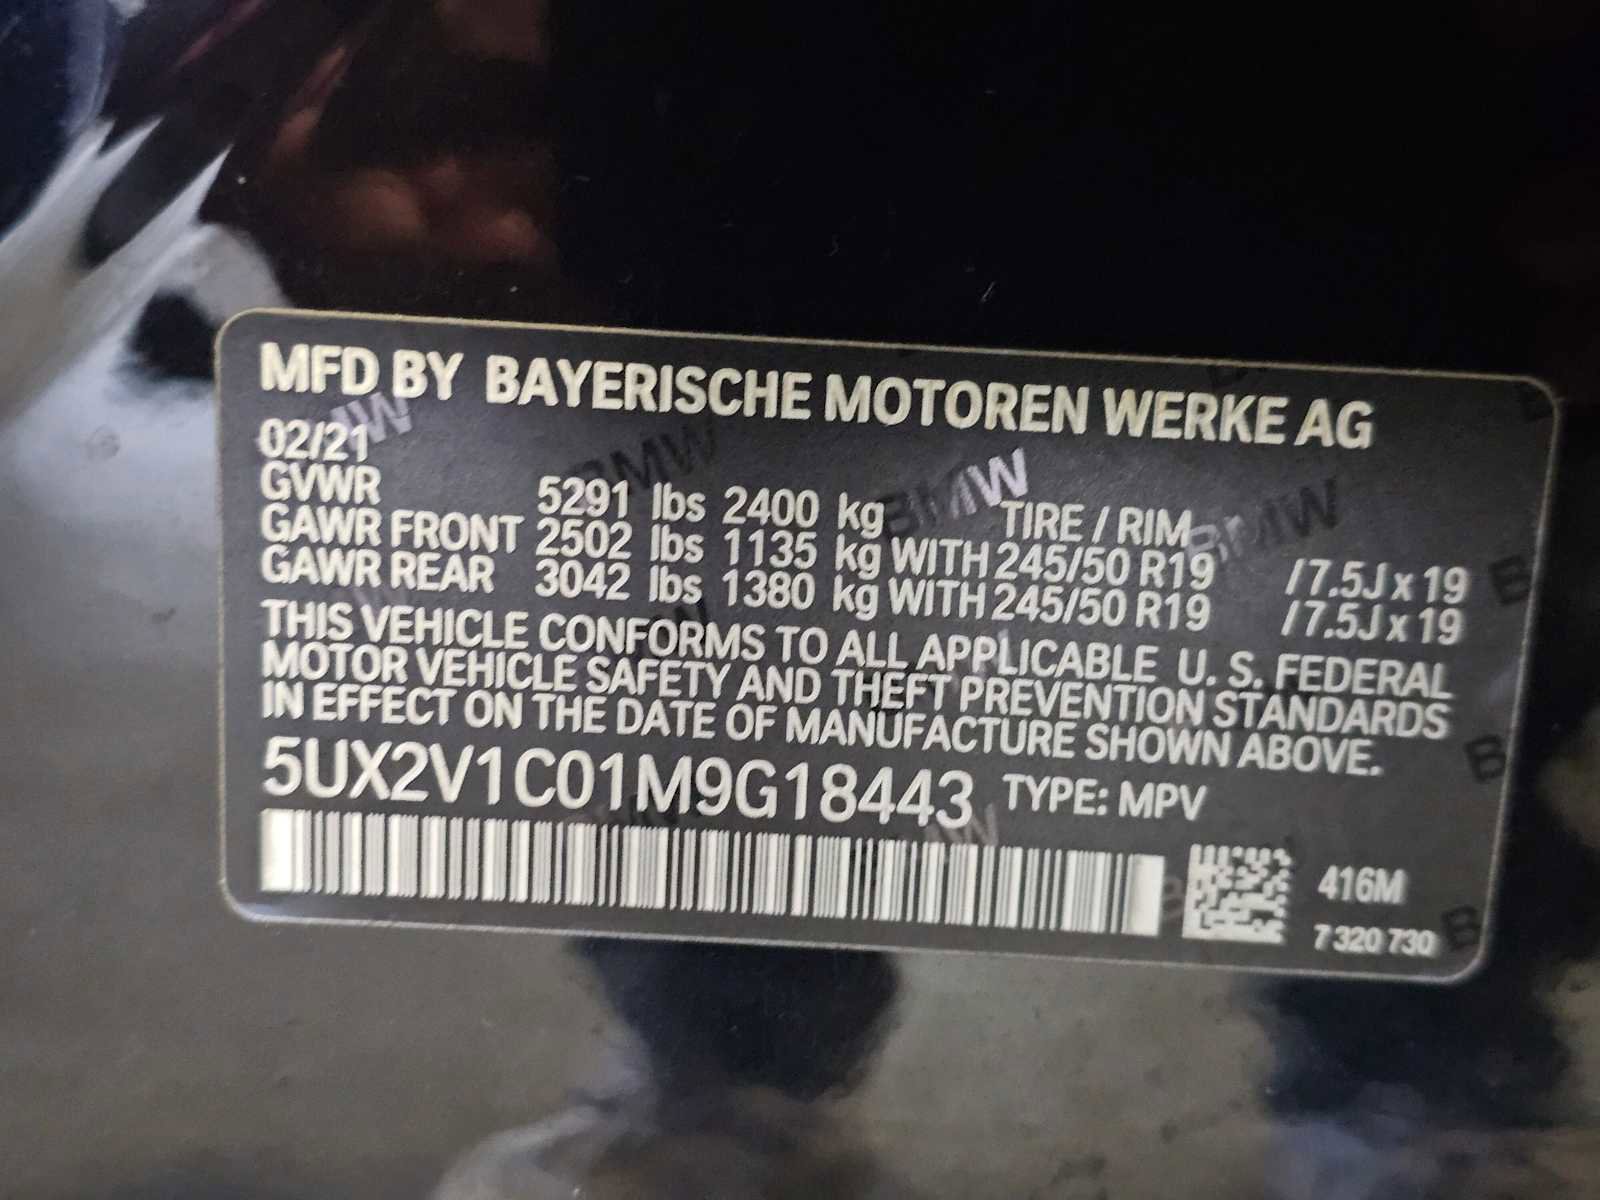 MFD BY BAYERISCHE MOTOREN WERKE AG
02/21
GVWR 5291 lbs 2400 kg TIRE / RIM
GAWR FRONT 2502 lbs 1135 kg WITH 245/50 R19 /7.5J x 19
GAWR REAR 3042 lbs 1380 kg WITH 245/50 R19 /7.5J x 19
THIS VEHICLE CONFORMS TO ALL APPLICABLE U. S. FEDERAL
MOTOR VEHICLE SAFETY AND THEFT PREVENTION STANDARDS
IN EFFECT ON THE DATE OF MANUFACTURE SHOWN ABOVE.
5UX2V1C01M9G18443 TYPE: MPV
416M
7 320 730